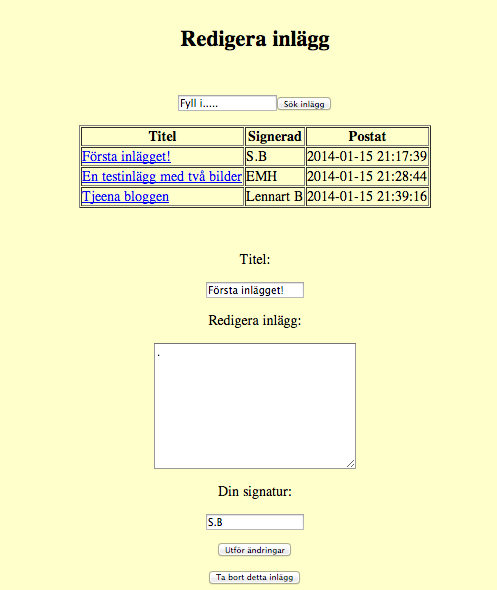 Redigera inlägg
Fyll i..... Sök inlägg
Titel Signerad Postat
Första inlägget! S.B 2014-01-15 21:17:39
En testinlägg med två bilder EMH 2014-01-15 21:28:44
Tjeena bloggen Lennart B 2014-01-15 21:39:16
Titel:
Första inlägget!
Redigera inlägg:
.
Din signatur:
S.B
Utför ändringar
Ta bort detta inlägg